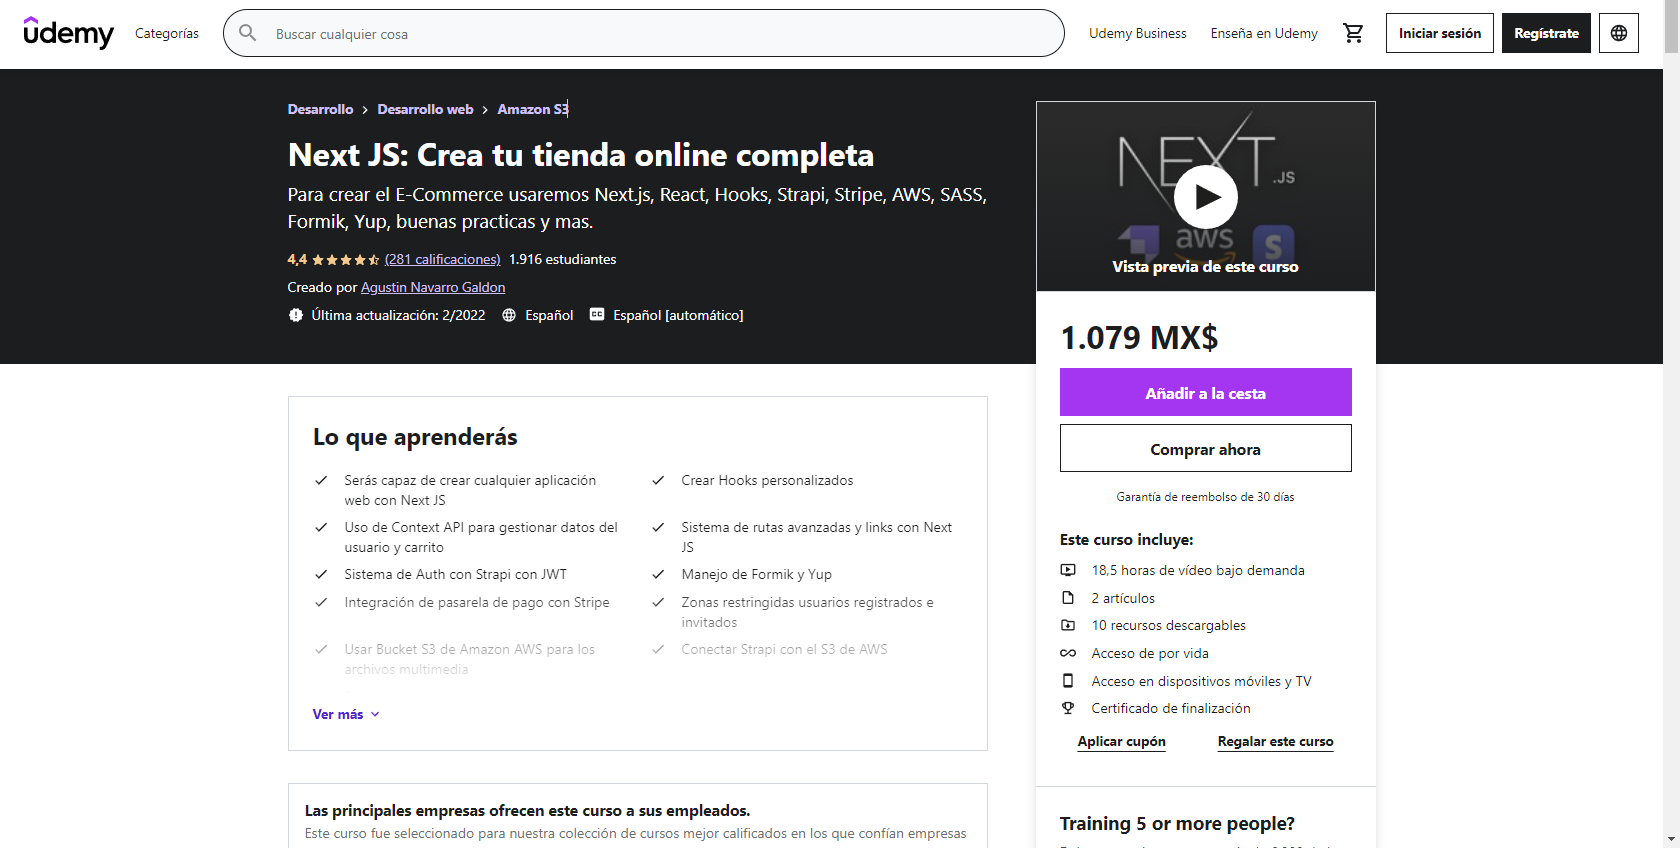 udemy
Categorías
Buscar cualquier cosa
Udemy Business
Enseña en Udemy
Iniciar sesión
Regístrate
Desarrollo > Desarrollo web > Amazon S3
Next JS: Crea tu tienda online completa
Para crear el E-Commerce usaremos Next.js, React, Hooks, Strapi, Stripe, AWS, SASS,
Formik, Yup, buenas practicas y mas.
4,4 (281 calificaciones) 1.916 estudiantes
Creado por Agustin Navarro Galdon
Última actualización: 2/2022 Español CC Español [automático]
NEXT.JS
aws S
Vista previa de este curso
1.079 MX$
Añadir a la cesta
Comprar ahora
Garantía de reembolso de 30 días
Este curso incluye:
18,5 horas de vídeo bajo demanda
2 artículos
10 recursos descargables
Acceso de por vida
Acceso en dispositivos móviles y TV
Certificado de finalización
Aplicar cupón Regalar este curso
Training 5 or more people?
Lo que aprenderás
Serás capaz de crear cualquier aplicación
web con Next JS
Crear Hooks personalizados
Uso de Context API para gestionar datos del
usuario y carrito
Sistema de rutas avanzadas y links con Next
JS
Sistema de Auth con Strapi con JWT
Manejo de Formik y Yup
Integración de pasarela de pago con Stripe
Zonas restringidas usuarios registrados e
invitados
Usar Bucket S3 de Amazon AWS para los
archivos multimedia
Conectar Strapi con el S3 de AWS
Ver más
Las principales empresas ofrecen este curso a sus empleados.
Este curso fue seleccionado para nuestra colección de cursos mejor calificados en los que confían empresas